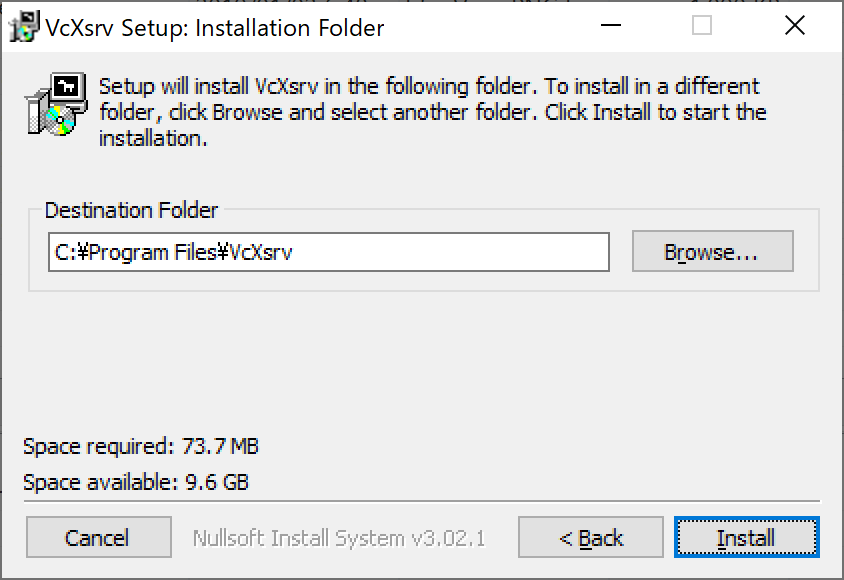 VcXsrv Setup: Installation Folder
Setup will install VcXsrv in the following folder. To install in a different
folder, click Browse and select another folder. Click Install to start the
installation.
Destination Folder
C:¥Program Files¥VcXsrv
Browse...
Space required: 73.7 MB
Space available: 9.6 GB
Cancel
Nullsoft Install System v3.02.1
< Back
Install